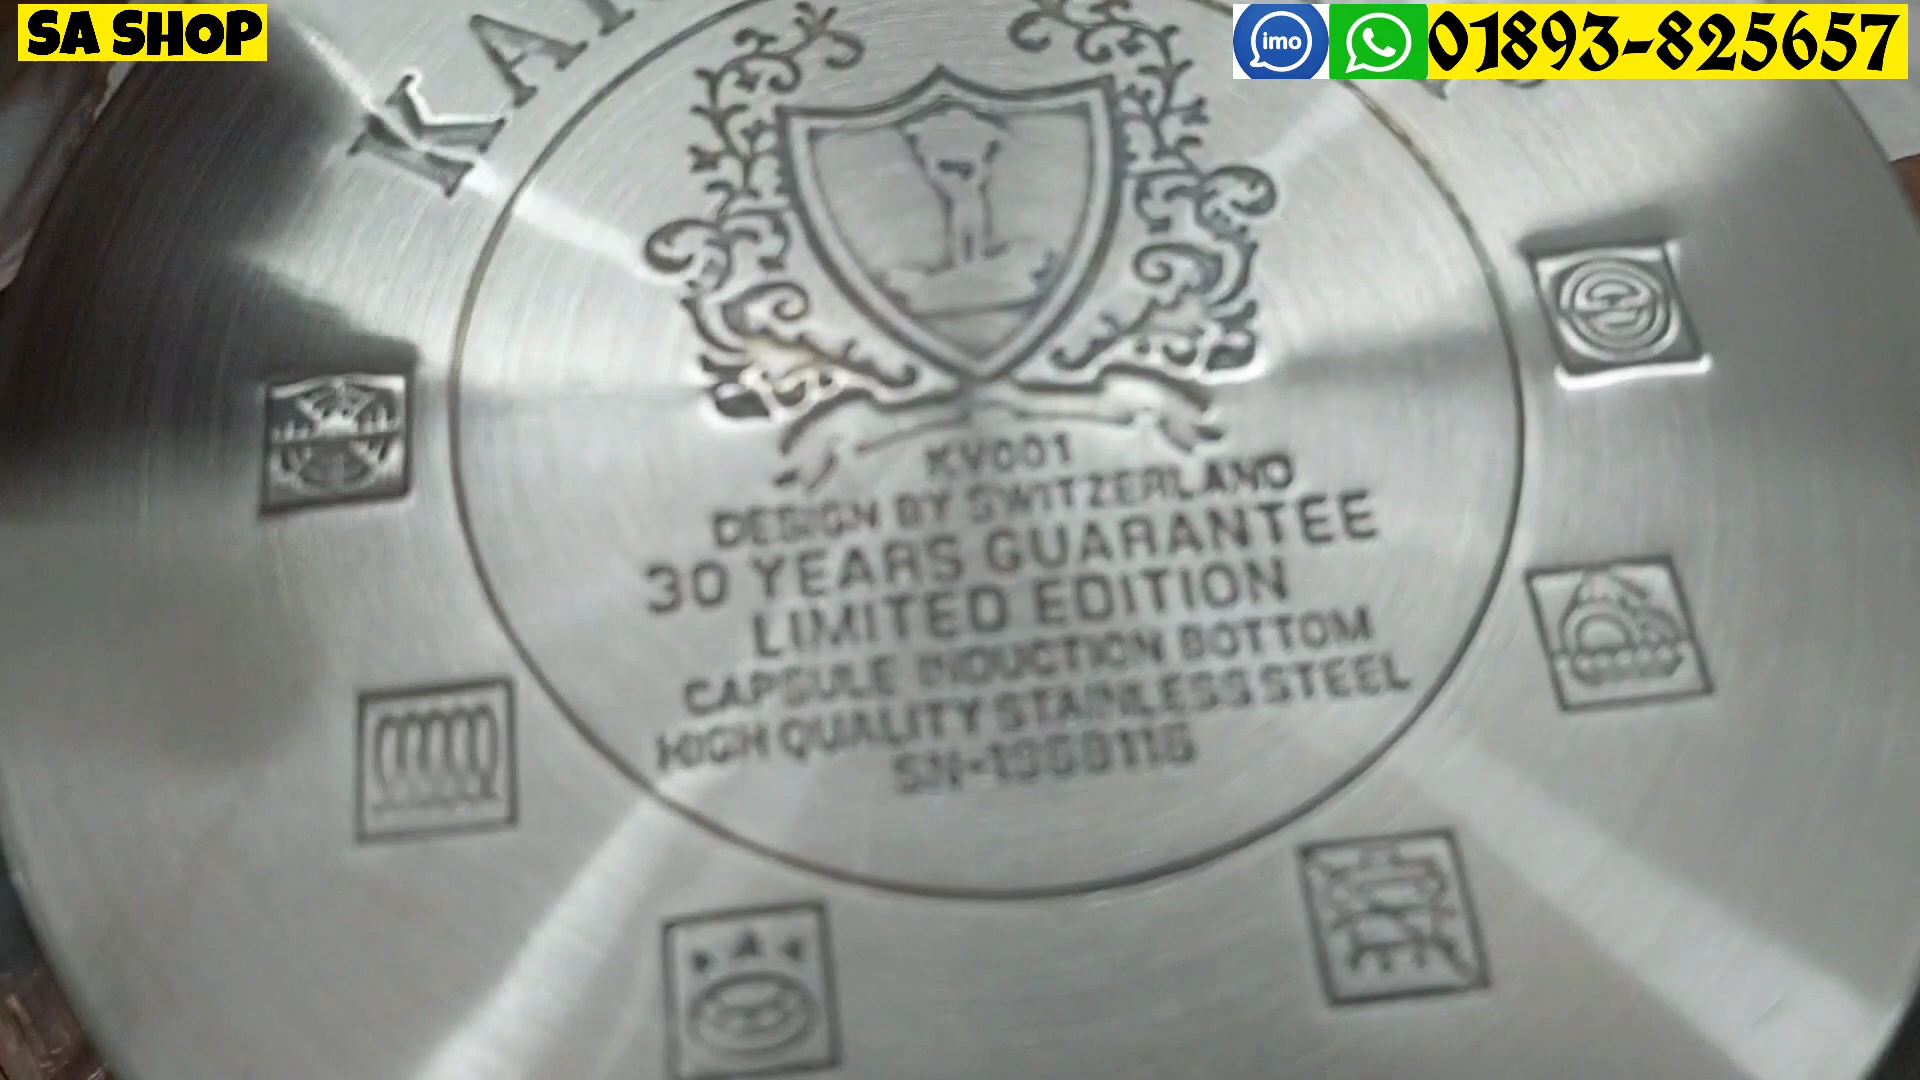 SA SHOP
imo 01893-825657
KV001
DESIGN BY SWITZERLAND
30 YEARS GUARANTEE
LIMITED EDITION
CAPSULE INDUCTION BOTTOM
HIGH QUALITY STAINLESS STEEL